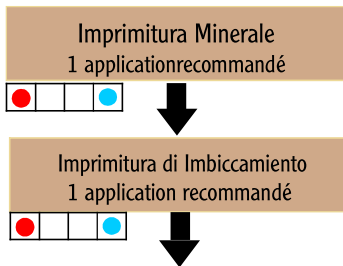 Imprimitura Minerale
1 applicationrecommandé
Imprimitura di Imbiccamiento
1 application recommandé